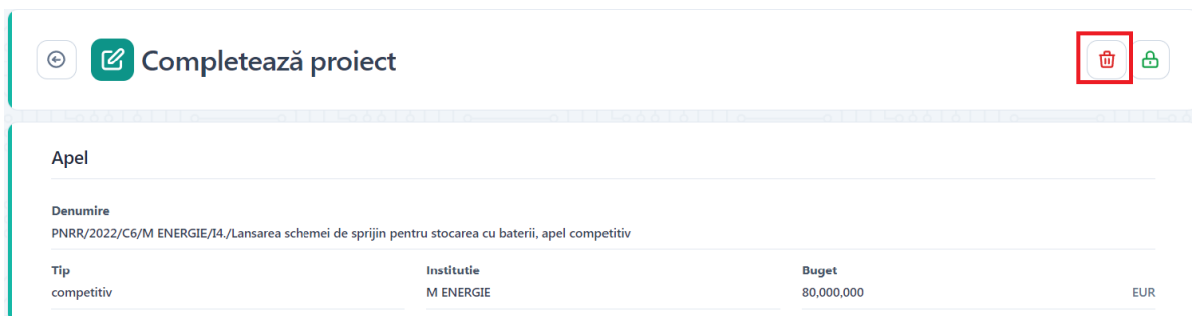 Completează proiect
Apel
Denumire
PNRR/2022/C6/M ENERGIE/I4./Lansarea schemei de sprijin pentru stocarea cu baterii, apel competitiv
Tip Institutie Buget
competitiv M ENERGIE 80,000,000 EUR